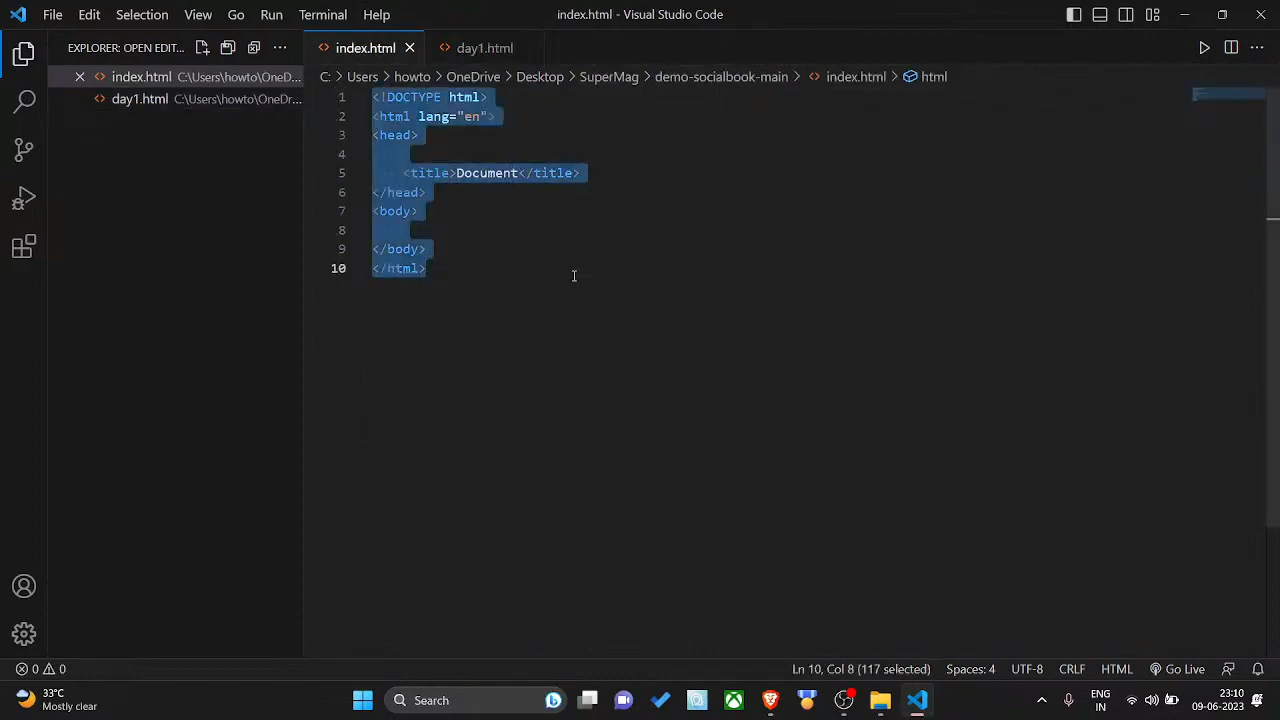 File Edit Selection View Go Run Terminal Help index.html - Visual Studio Code
EXPLORER: OPEN EDIT... index.html day1.html
index.html C:\Users\howto\OneD... C: > Users > howto > OneDrive > Desktop > SuperMag > demo-socialbook-main > index.html > html
day1.html C:\Users\howto\OneDr...
1 <!DOCTYPE html>
2 <html lang="en">
3 <head>
4
5 <title>Document</title>
6 </head>
7 <body>
8
9 </body>
10 </html>
0 0 Ln 10, Col 8 (117 selected) Spaces: 4 UTF-8 CRLF HTML Go Live
33°C Search ENG 23:10
Mostly clear IN 09-06-2023